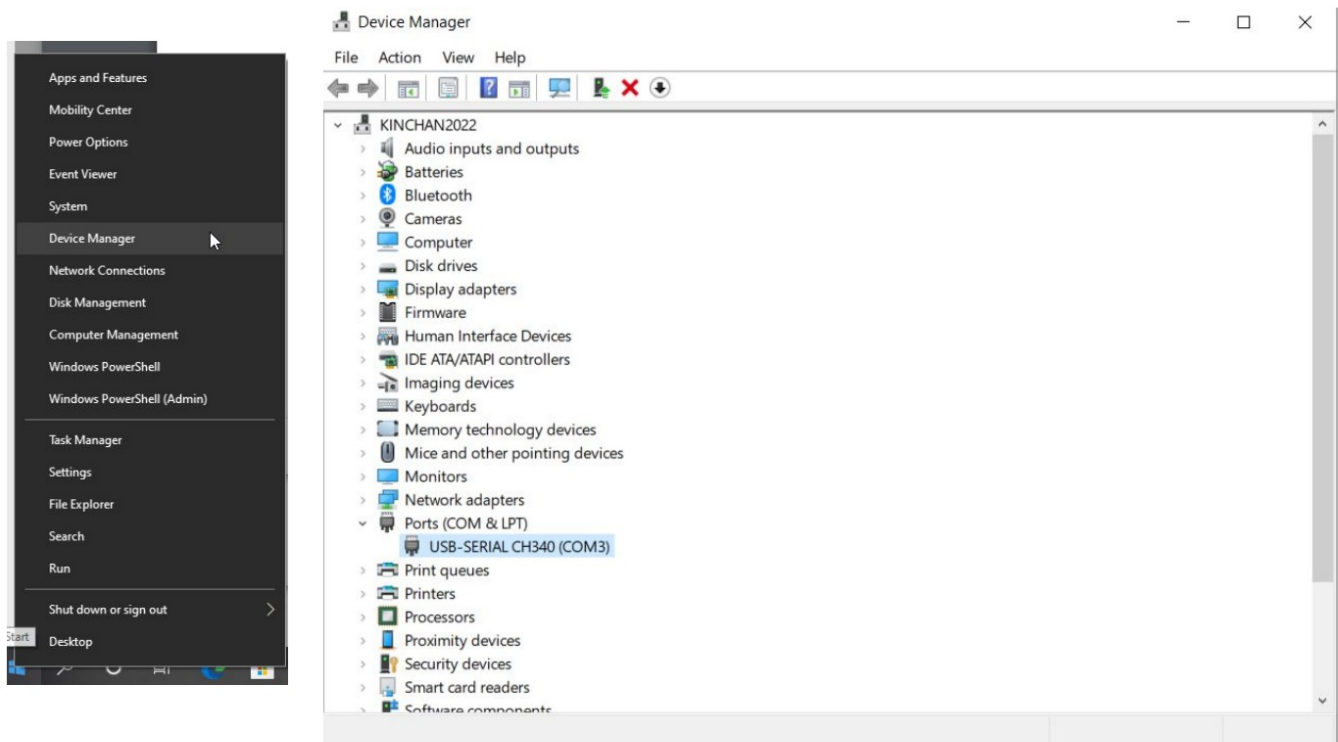 Apps and Features
Mobility Center
Power Options
Event Viewer
System
Device Manager
Network Connections
Disk Management
Computer Management
Windows PowerShell
Windows PowerShell (Admin)
Task Manager
Settings
File Explorer
Search
Run
Shut down or sign out
Desktop
Start
Device Manager
File Action View Help
KINCHAN2022
Audio inputs and outputs
Batteries
Bluetooth
Cameras
Computer
Disk drives
Display adapters
Firmware
Human Interface Devices
IDE ATA/ATAPI controllers
Imaging devices
Keyboards
Memory technology devices
Mice and other pointing devices
Monitors
Network adapters
Ports (COM & LPT)
USB-SERIAL CH340 (COM3)
Print queues
Printers
Processors
Proximity devices
Security devices
Smart card readers
Software components